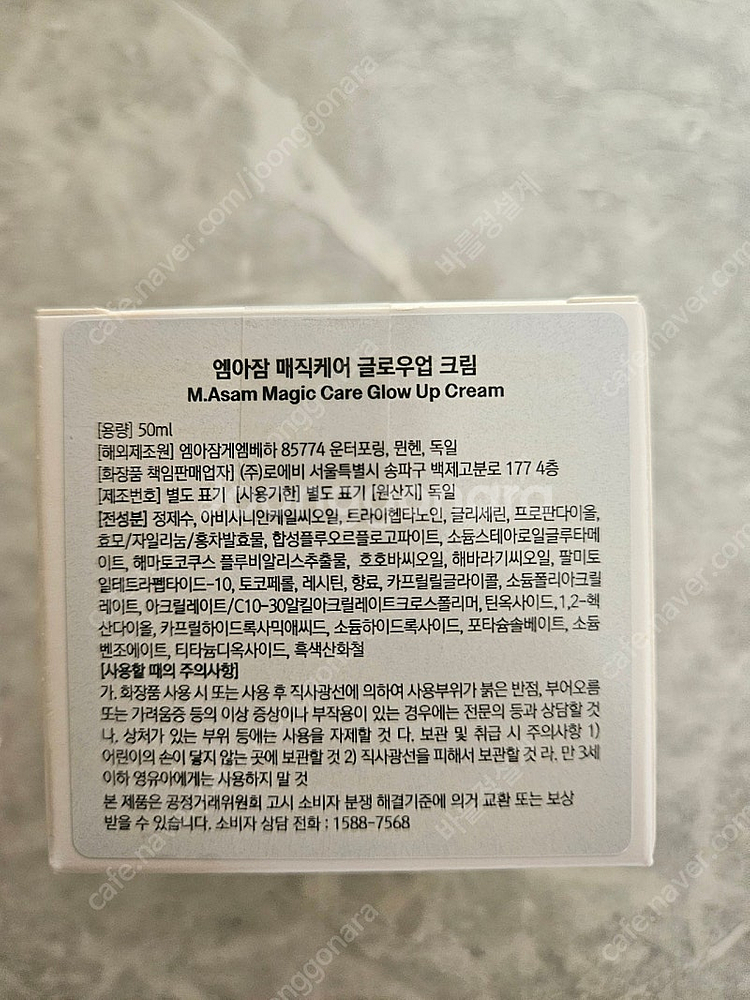 엠아잠 매직케어 글로우업 크림
M.Asam Magic Care Glow Up Cream
[용량] 50ml
[해외제조원] 엠아잠게엠베하 85774 운터포링, 뮌헨, 독일
[화장품 책임판매업자] (주)로에비 서울특별시 송파구 백제고분로 177 4층
[제조번호] 별도 표기 [사용기한] 별도 표기 [원산지] 독일
[전성분] 정제수, 아비시니안케일씨오일, 트라이헵타노인, 글리세린, 프로판다이올,
효모/자일리눔/홍차발효물, 합성플루오르플로고파이트, 소듐스테아로일글루타메
이트, 해마토코쿠스 플루비알리스추출물, 호호바씨오일, 해바라기씨오일, 팔미토
일테트라펩타이드-10, 토코페롤, 레시틴, 향료, 카프릴릴글라이콜, 소듐폴리아크릴
레이트, 아크릴레이트/C10-30알킬아크릴레이트크로스폴리머, 틴옥사이드, 1,2-헥
산다이올, 카프릴하이드록사믹애씨드, 소듐하이드록사이드, 포타슘솔베이트, 소듐
벤조에이트, 티타늄디옥사이드, 흑색산화철
[사용할 때의 주의사항]
가. 화장품 사용 시 또는 사용 후 직사광선에 의하여 사용부위가 붉은 반점, 부어오름
또는 가려움증 등의 이상 증상이나 부작용이 있는 경우에는 전문의 등과 상담할 것
나. 상처가 있는 부위 등에는 사용을 자제할 것 다. 보관 및 취급 시 주의사항 1)
어린이의 손이 닿지 않는 곳에 보관할 것 2) 직사광선을 피해서 보관할 것 라. 만 3세
이하 영유아에게는 사용하지 말 것
본 제품은 공정거래위원회 고시 소비자 분쟁 해결기준에 의거 교환 또는 보상
받을 수 있습니다. 소비자 상담 전화 : 1588-7568
cafe.naver.com/joonggonara
바를정설계